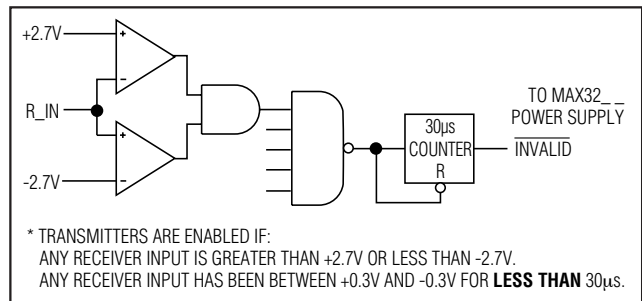 +2.7V
+
-
R_IN
+
-
-2.7V
30µs
COUNTER
R
TO MAX32_ _
POWER SUPPLY
INVALID
* TRANSMITTERS ARE ENABLED IF:
ANY RECEIVER INPUT IS GREATER THAN +2.7V OR LESS THAN -2.7V.
ANY RECEIVER INPUT HAS BEEN BETWEEN +0.3V AND -0.3V FOR LESS THAN 30µs.